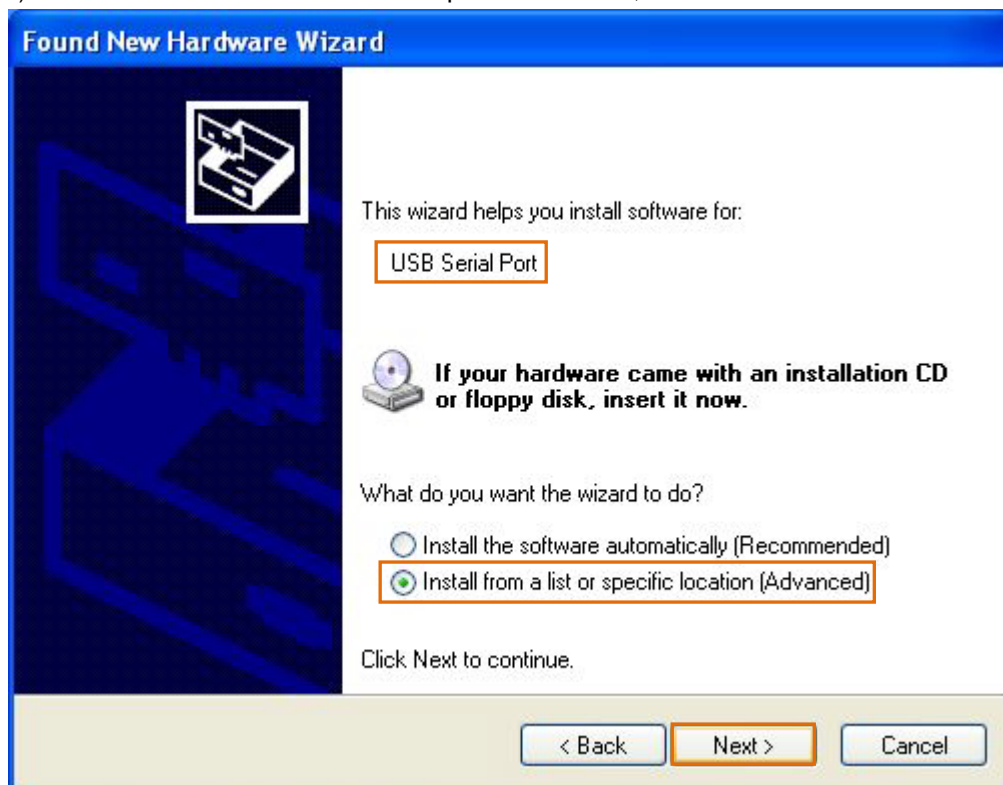 Found New Hardware Wizard
This wizard helps you install software for:
USB Serial Port
If your hardware came with an installation CD
or floppy disk, insert it now.
What do you want the wizard to do?
Install the software automatically (Recommended)
Install from a list or specific location (Advanced)
Click Next to continue.
< Back Next > Cancel